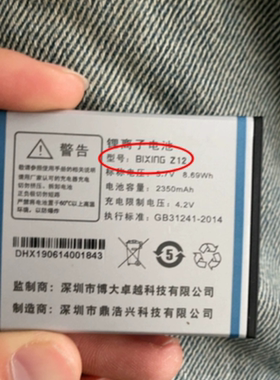 锂离子电池
警告
型号: BIXING Z12
标称电压: 3.7V 8.69Wh
电池容量: 2350mAh
充电限制电压: 4.2V
执行标准: GB31241-2014
DHX190614001843
监制商: 深圳市博大卓越科技有限公司
制造商: 深圳市鼎浩兴科技有限公司